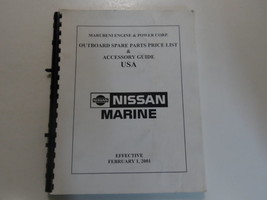 MARUBENI ENGINE & POWER CORP.
OUTBOARD SPARE PARTS PRICE LIST
&
ACCESSORY GUIDE
USA
NISSAN
NISSAN
MARINE
EFFECTIVE
FEBRUARY 1, 2001